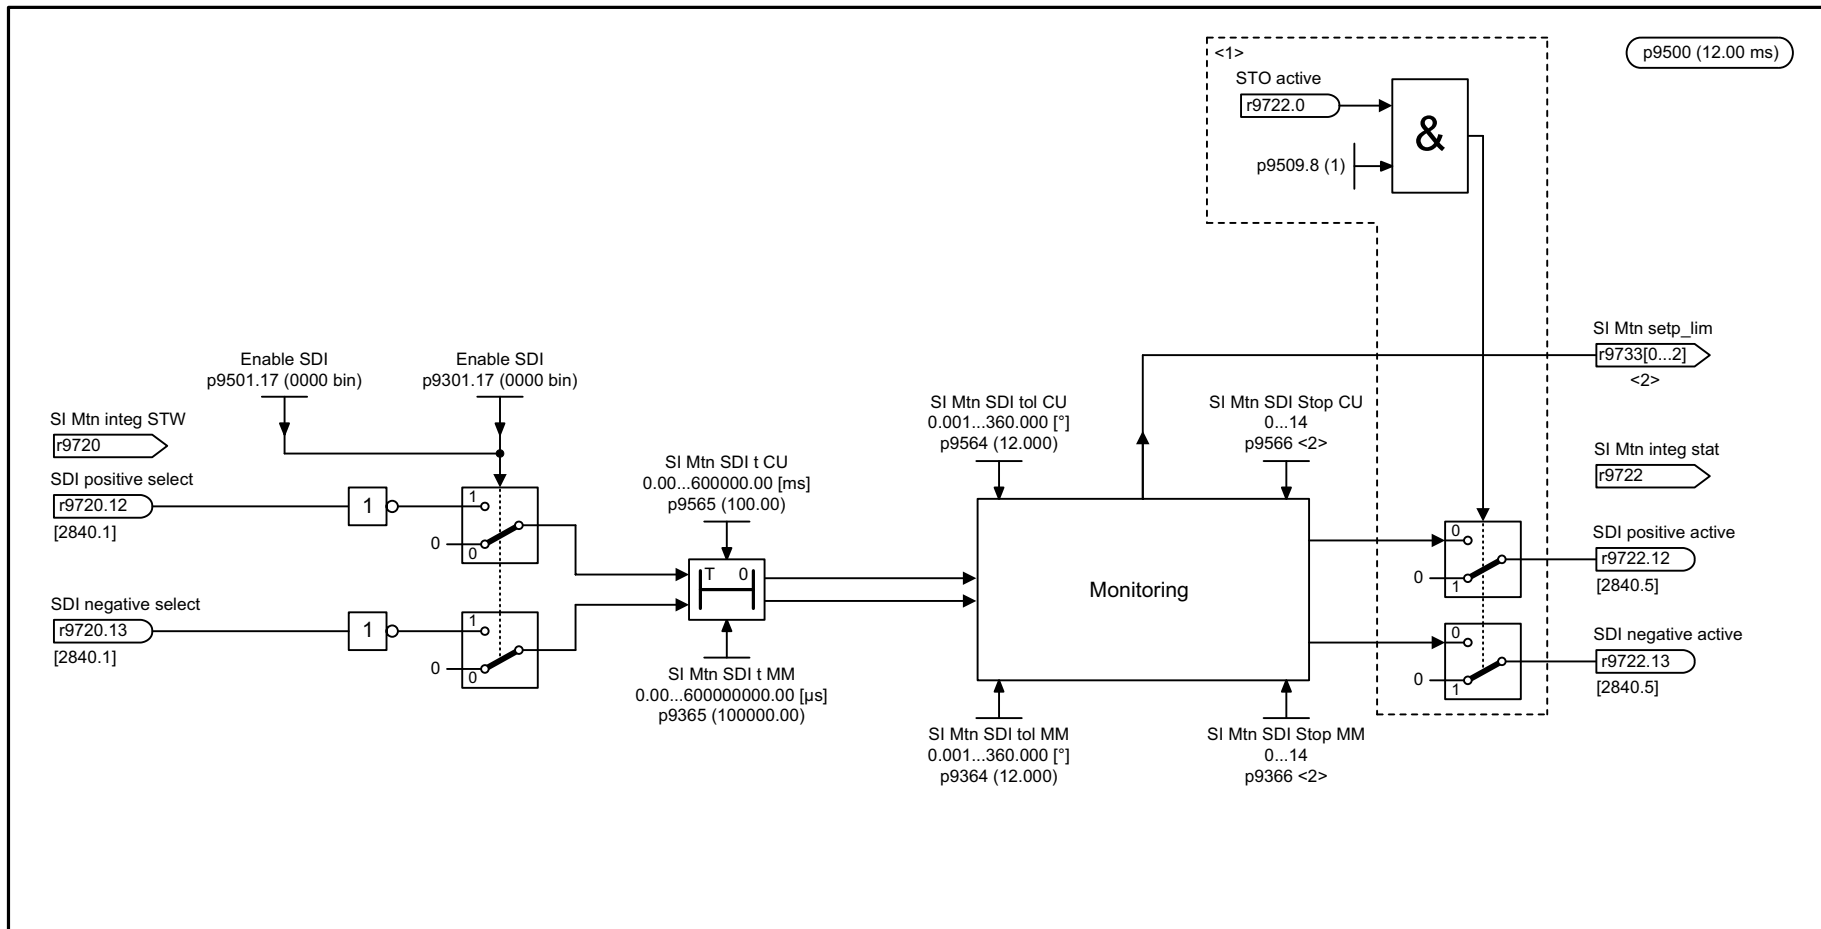 <1>
p9500 (12.00 ms)
STO active
r9722.0
&
p9509.8 (1)
SI Mtn setp_lim
r9733[0...2]
<2>
Enable SDI
p9501.17 (0000 bin)
Enable SDI
p9301.17 (0000 bin)
SI Mtn integ STW
r9720
SDI positive select
r9720.12
[2840.1]
1
1
0
0
SI Mtn SDI t CU
0.00...600000.00 [ms]
p9565 (100.00)
T 0
SI Mtn SDI t MM
0.00...600000000.00 [µs]
p9365 (100000.00)
SDI negative select
r9720.13
[2840.1]
1
1
0
0
SI Mtn SDI tol CU
0.001...360.000 [°]
p9564 (12.000)
SI Mtn SDI Stop CU
0...14
p9566 <2>
Monitoring
SI Mtn SDI tol MM
0.001...360.000 [°]
p9364 (12.000)
SI Mtn SDI Stop MM
0...14
p9366 <2>
SI Mtn integ stat
r9722
0
0
1
SDI positive active
r9722.12
[2840.5]
0
0
1
SDI negative active
r9722.13
[2840.5]